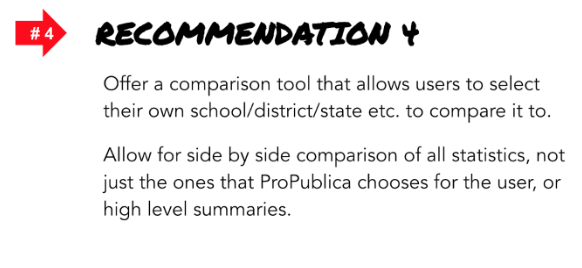 #4 RECOMMENDATION 4
Offer a comparison tool that allows users to select
their own school/district/state etc. to compare it to.
Allow for side by side comparison of all statistics, not
just the ones that ProPublica chooses for the user, or
high level summaries.